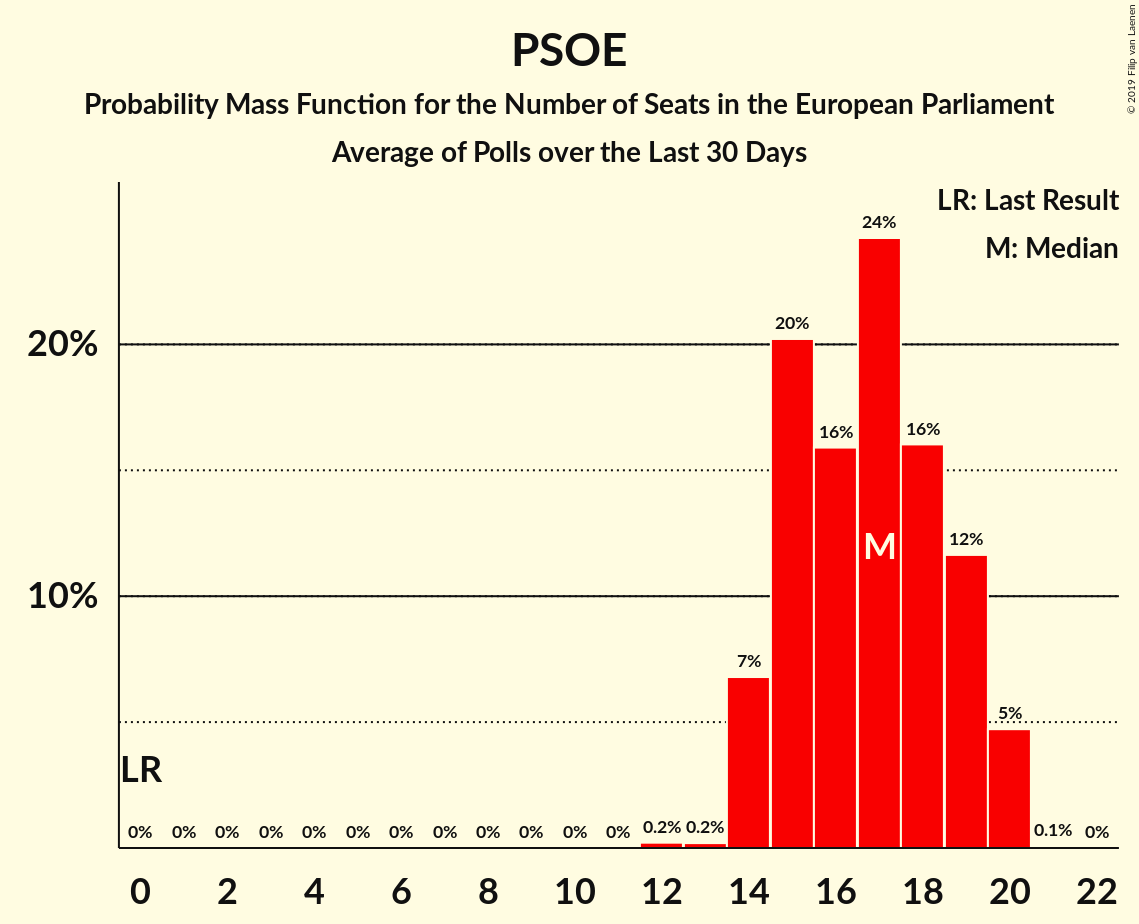 PSOE
Probability Mass Function for the Number of Seats in the European Parliament
Average of Polls over the Last 30 Days
© 2019 Filip van Laenen
LR: Last Result
M: Median
20%
10%
24%
20%
16%
16%
12%
7%
5%
M
LR
0% 0% 0% 0% 0% 0% 0% 0% 0% 0% 0% 0% 0.2% 0.2% 0.1% 0%
0 2 4 6 8 10 12 14 16 18 20 22